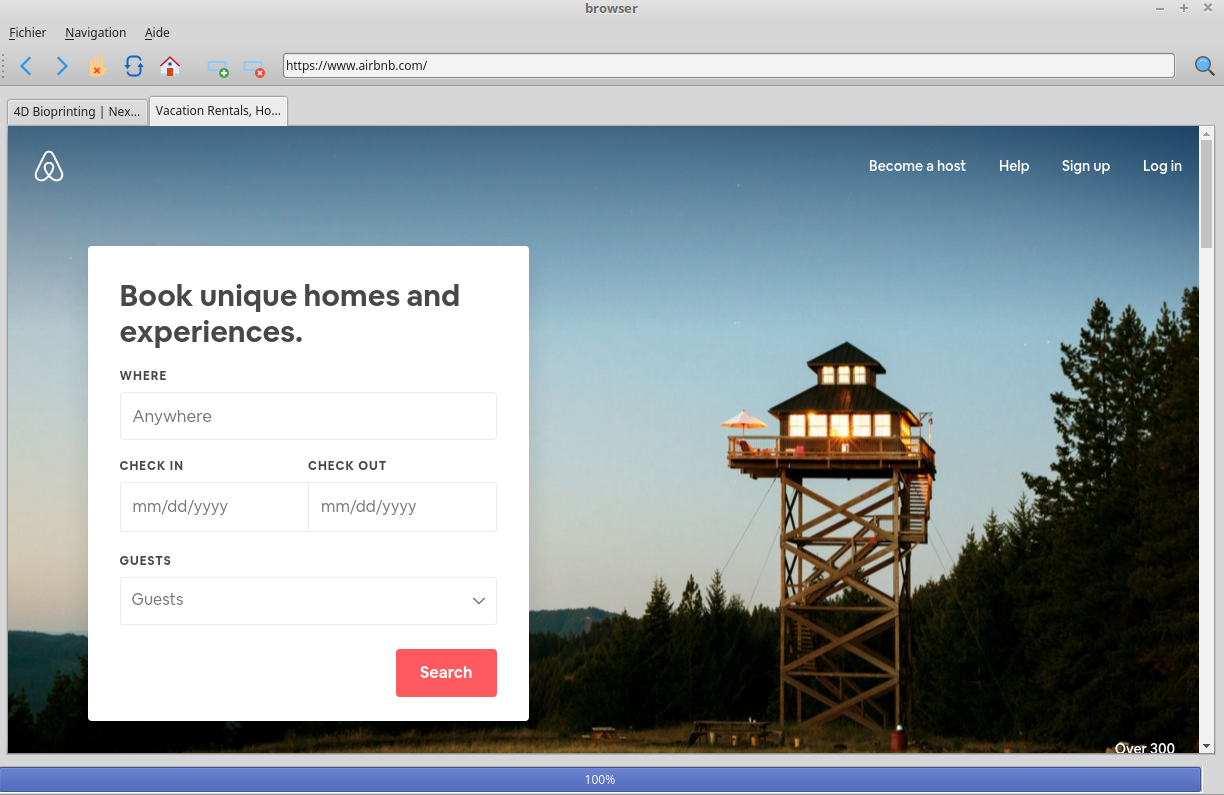 browser
Fichier Navigation Aide
https://www.airbnb.com/
4D Bioprinting | Nex... Vacation Rentals, Ho...
Become a host Help Sign up Log in
Book unique homes and
experiences.
WHERE
Anywhere
CHECK IN CHECK OUT
mm/dd/yyyy mm/dd/yyyy
GUESTS
Guests
Search
Over 300
100%